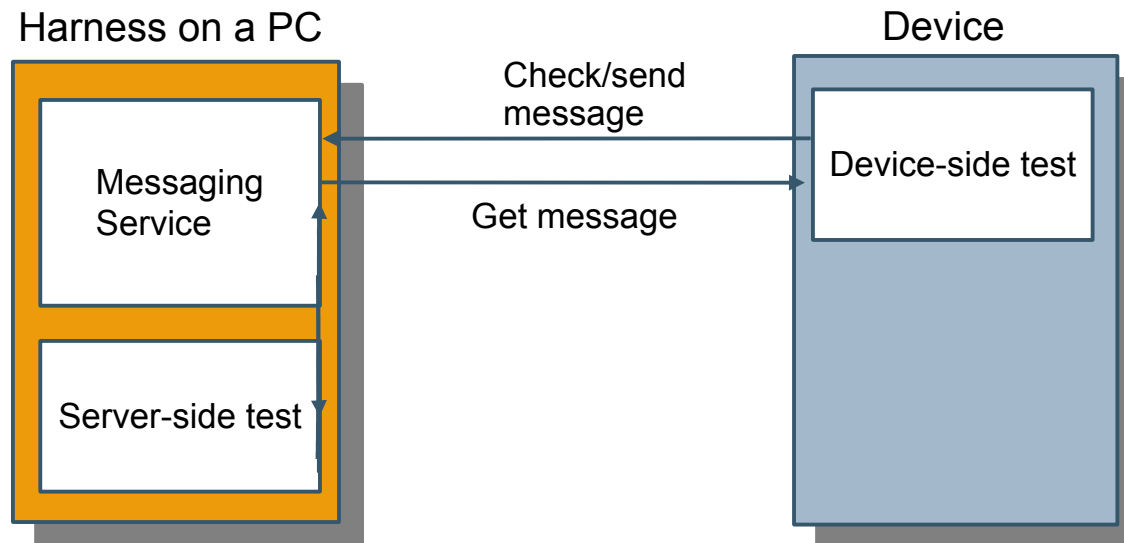 Harness on a PC
Device
Check/send
message
Messaging
Service
Device-side test
Get message
Server-side test